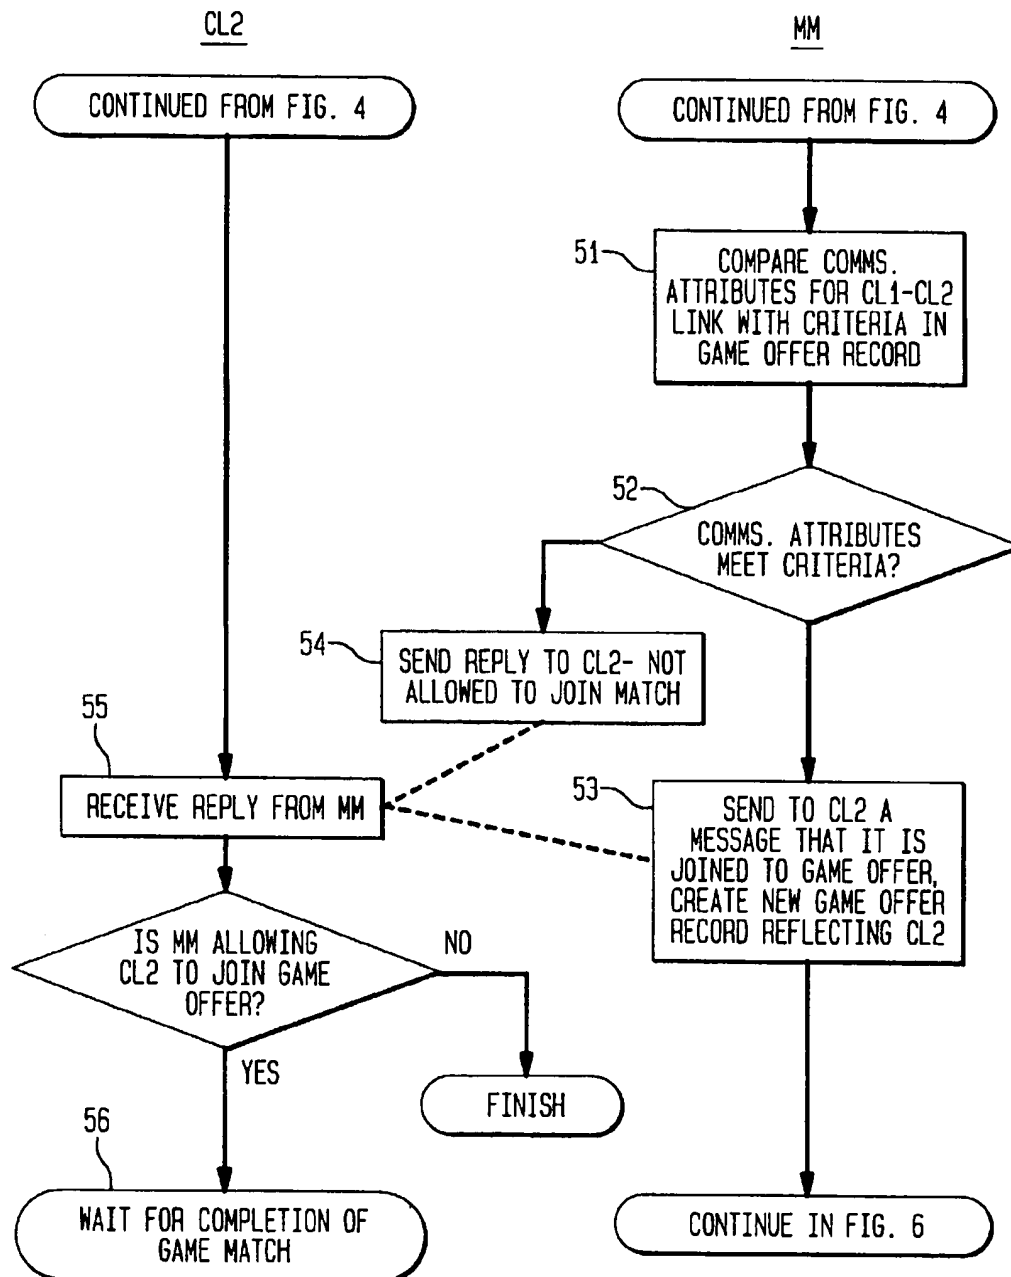 CL2
MM
CONTINUED FROM FIG. 4
CONTINUED FROM FIG. 4
51
COMPARE COMMS.
ATTRIBUTES FOR CL1-CL2
LINK WITH CRITERIA IN
GAME OFFER RECORD
52
COMMS. ATTRIBUTES
MEET CRITERIA?
54
SEND REPLY TO CL2- NOT
ALLOWED TO JOIN MATCH
55
RECEIVE REPLY FROM MM
53
SEND TO CL2 A
MESSAGE THAT IT IS
JOINED TO GAME OFFER,
CREATE NEW GAME OFFER
RECORD REFLECTING CL2
IS MM ALLOWING
CL2 TO JOIN GAME
OFFER?
NO
YES
FINISH
56
WAIT FOR COMPLETION OF
GAME MATCH
CONTINUE IN FIG. 6